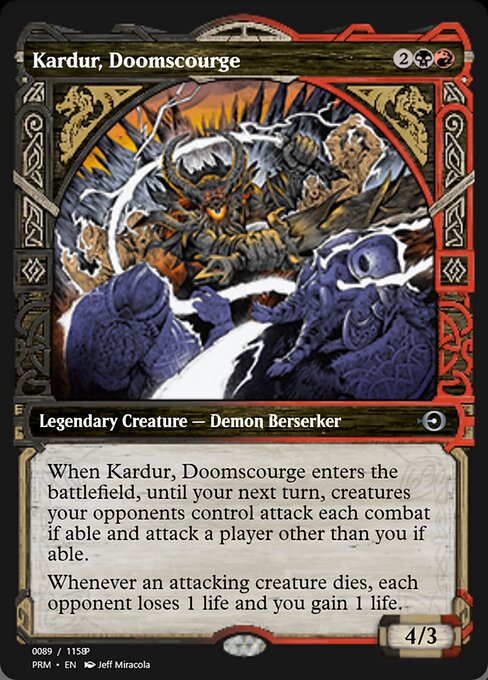 Kardur, Doomscourge 2
Legendary Creature — Demon Berserker
When Kardur, Doomscourge enters the
battlefield, until your next turn, creatures
your opponents control attack each combat
if able and attack a player other than you if
able.
Whenever an attacking creature dies, each
opponent loses 1 life and you gain 1 life.
4/3
0089 / 1158P
PRM • EN Jeff Miracola